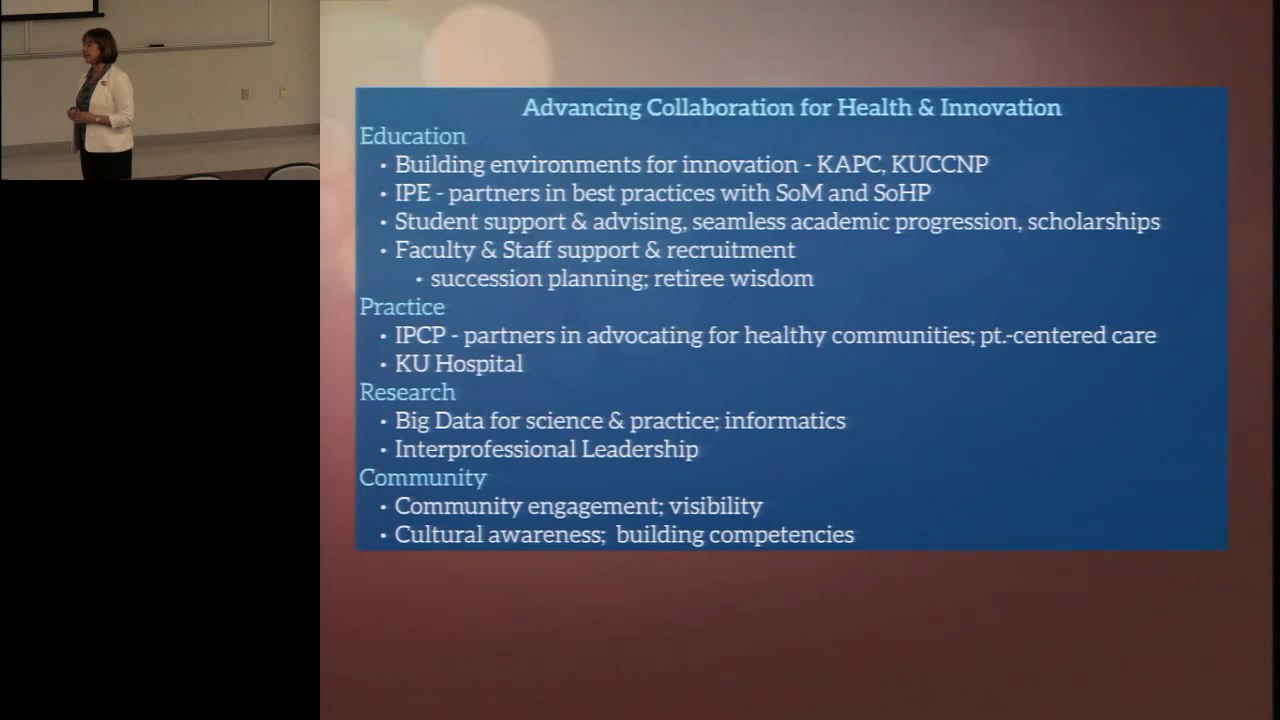 Advancing Collaboration for Health & Innovation
Education
• Building environments for innovation - KAPC, KUCCNP
• IPE - partners in best practices with SoM and SoHP
• Student support & advising, seamless academic progression, scholarships
• Faculty & Staff support & recruitment
• succession planning; retiree wisdom
Practice
• IPCP - partners in advocating for healthy communities; pt.-centered care
• KU Hospital
Research
• Big Data for science & practice; informatics
• Interprofessional Leadership
Community
• Community engagement; visibility
• Cultural awareness;  building competencies